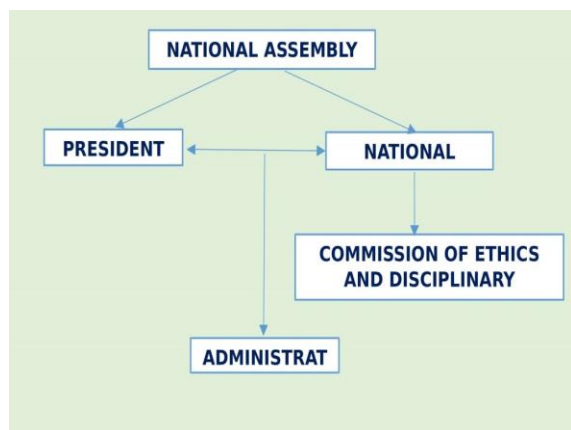 NATIONAL ASSEMBLY
PRESIDENT
NATIONAL
COMMISSION OF ETHICS
AND DISCIPLINARY
ADMINISTRAT